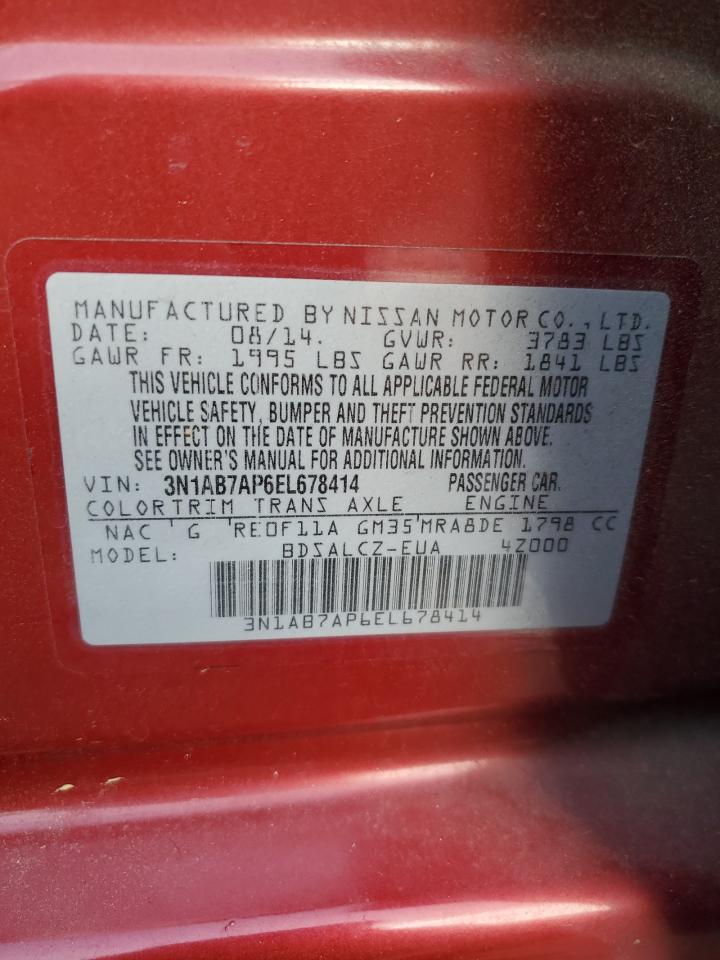 MANUFACTURED BY NISSAN MOTOR CO., LTD.
DATE: 08/14. GVWR: 3783 LBS
GAWR FR: 1995 LBS GAWR RR: 1841 LBS
THIS VEHICLE CONFORMS TO ALL APPLICABLE FEDERAL MOTOR
VEHICLE SAFETY, BUMPER AND THEFT PREVENTION STANDARDS
IN EFFECT ON THE DATE OF MANUFACTURE SHOWN ABOVE.
SEE OWNER'S MANUAL FOR ADDITIONAL INFORMATION.
VIN: 3N1AB7AP6EL678414 PASSENGER CAR.
COLOR TRIM TRANS AXLE ENGINE
NAC G RE0F11A GM35 MRA8DE 1798 CC
MODEL: BDSALCZ-EUA 4Z000
3N1AB7AP6EL678414